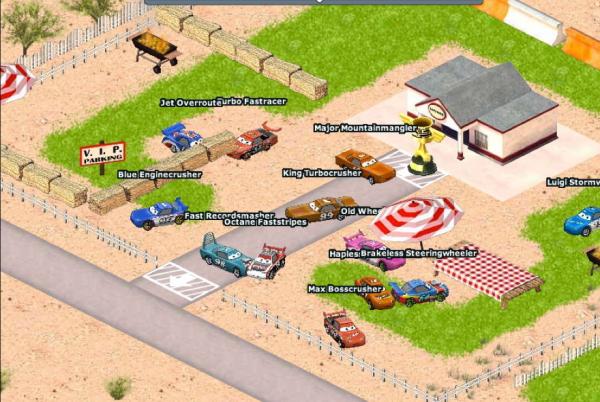 Jet Overroute
Turbo Fastracer
Major Mountainmangler
V. I. P.
PARKING
Blue Enginecrusher
King Turbocrusher
Luigi Stormv
Fast Recordsmasher
Old Whe
Octane Faststripes
Haples
Brakeless Steeringwheeler
Max Bosscrusher